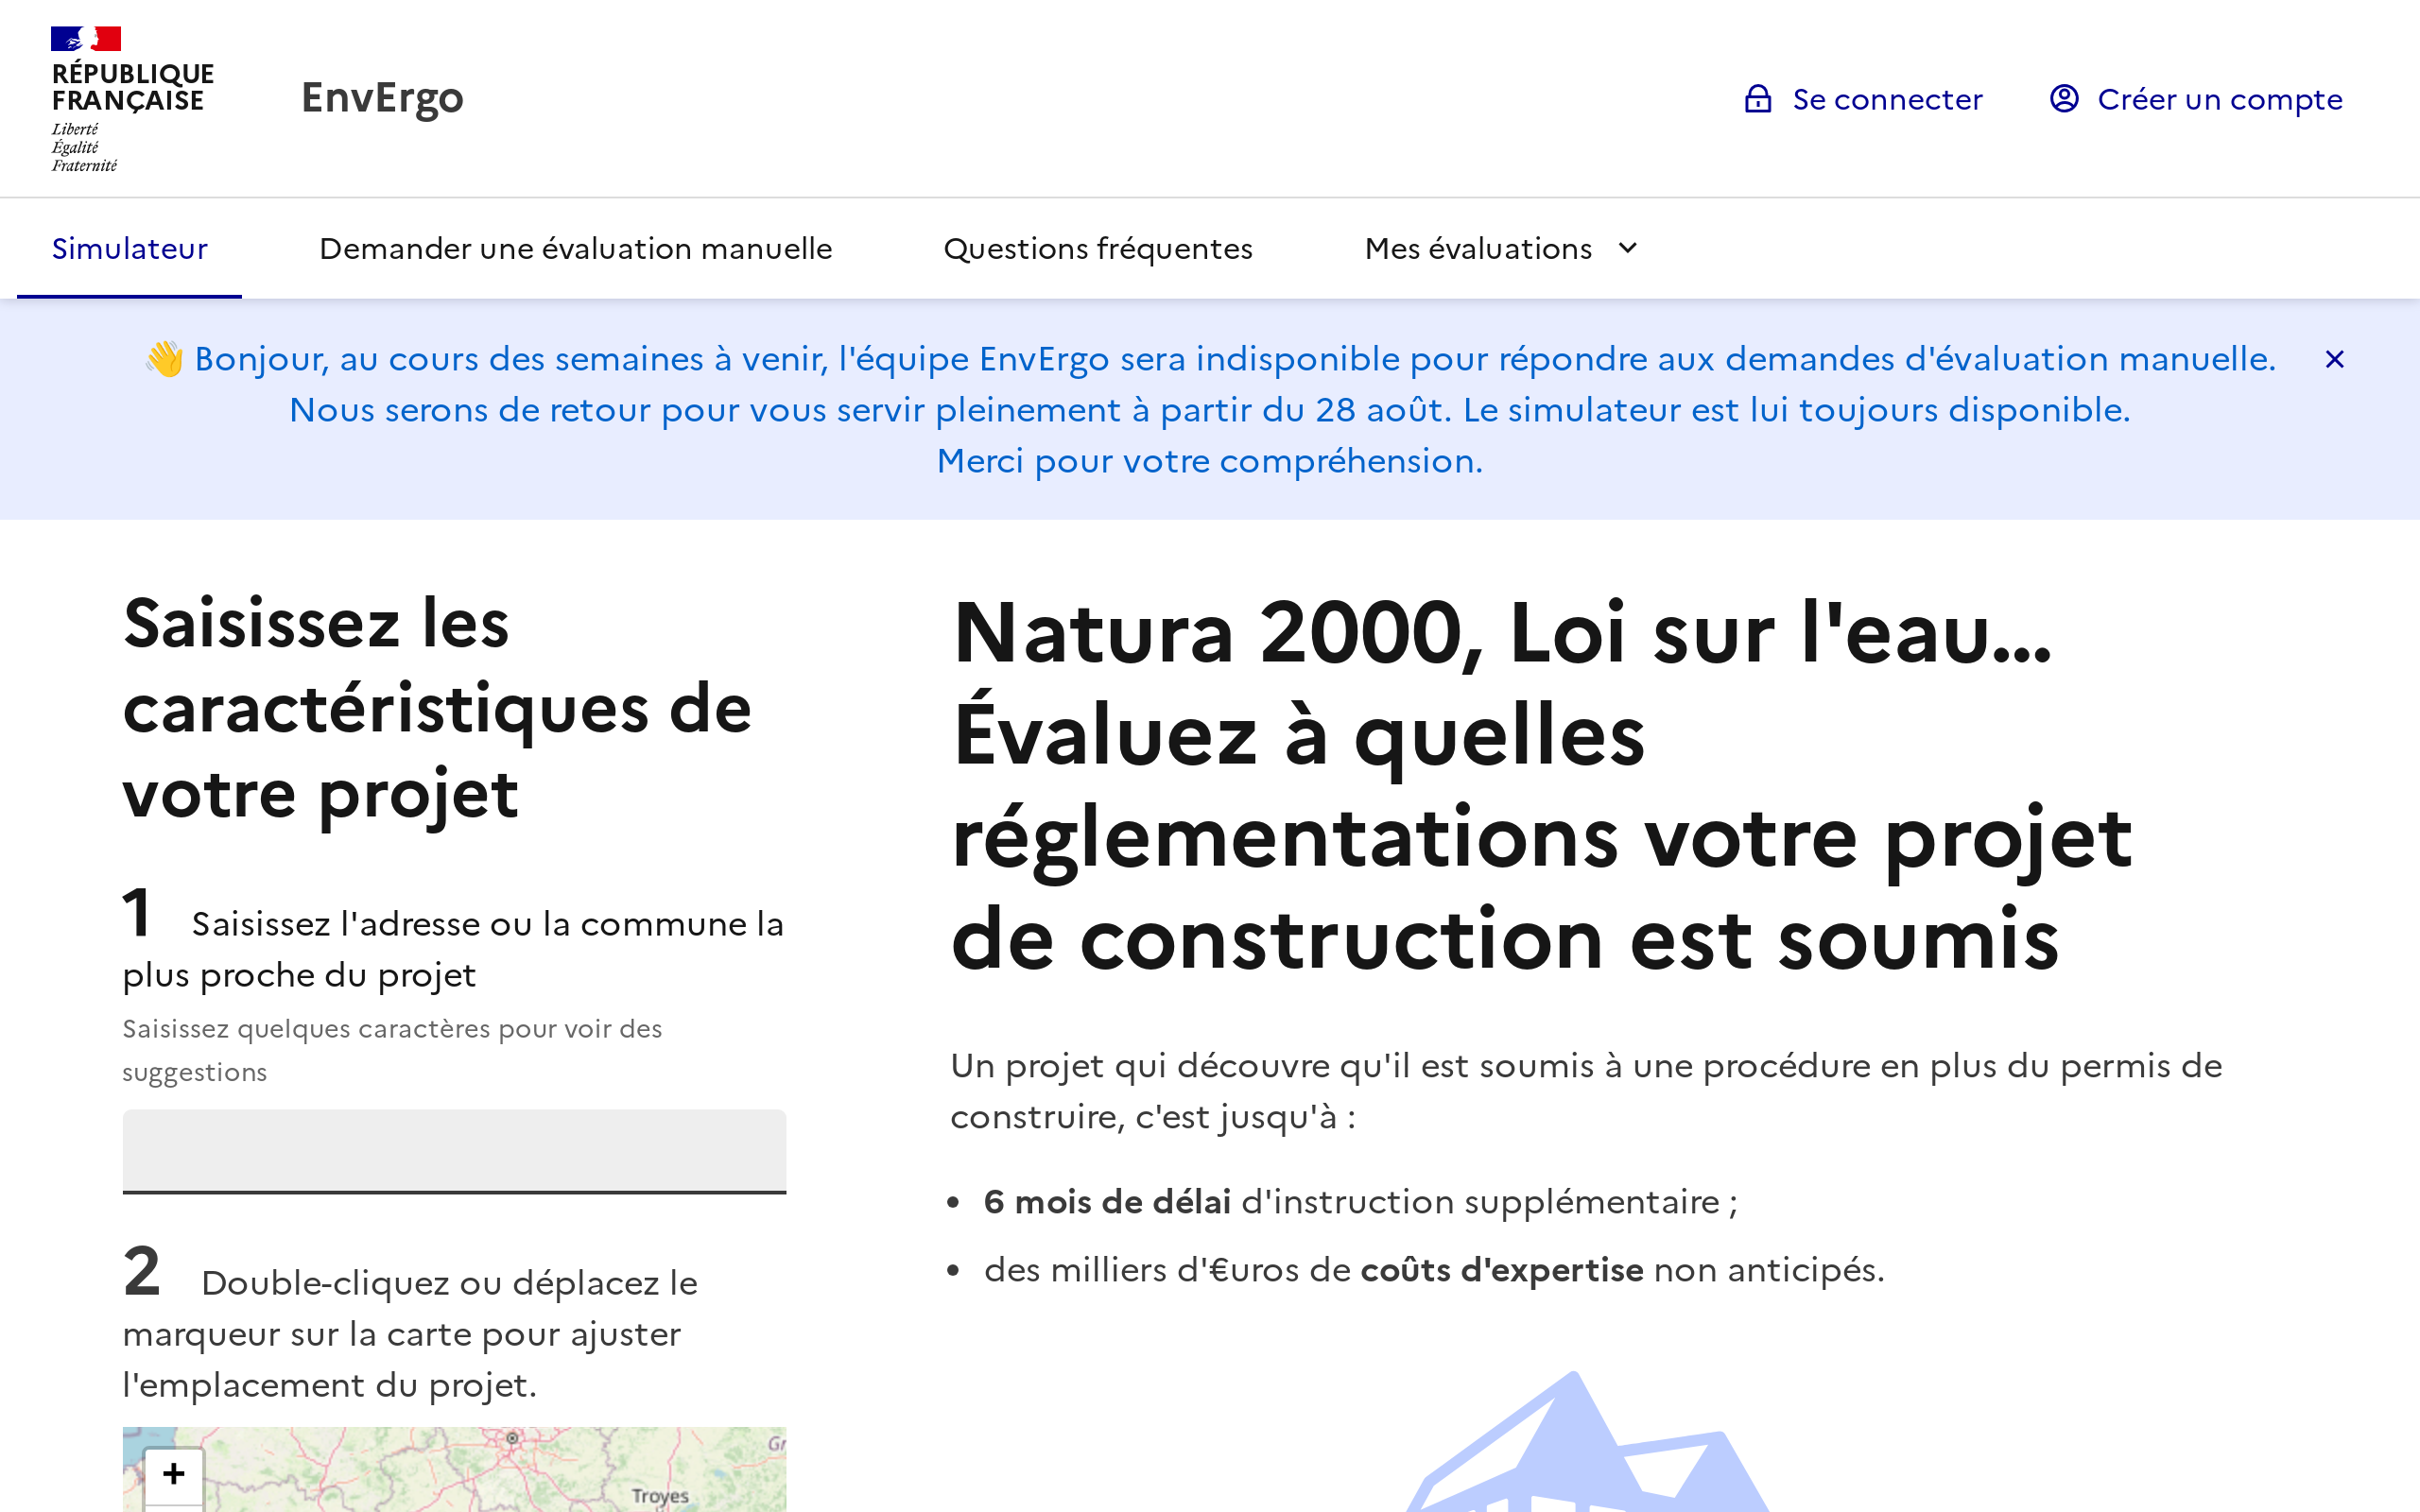 RÉPUBLIQUE
FRANÇAISE
Liberté
Égalité
Fraternité
EnvErgo
Se connecter
Créer un compte
Simulateur
Demander une évaluation manuelle
Questions fréquentes
Mes évaluations
👋 Bonjour, au cours des semaines à venir, l'équipe EnvErgo sera indisponible pour répondre aux demandes d'évaluation manuelle.
Nous serons de retour pour vous servir pleinement à partir du 28 août. Le simulateur est lui toujours disponible.
Merci pour votre compréhension.
Saisissez les
caractéristiques de
votre projet
1 Saisissez l'adresse ou la commune la
plus proche du projet
Saisissez quelques caractères pour voir des
suggestions
2 Double-cliquez ou déplacez le
marqueur sur la carte pour ajuster
l'emplacement du projet.
+
Troyes
Natura 2000, Loi sur l'eau...
Évaluez à quelles
réglementations votre projet
de construction est soumis
Un projet qui découvre qu'il est soumis à une procédure en plus du permis de
construire, c'est jusqu'à :
• 6 mois de délai d'instruction supplémentaire ;
• des milliers d'€uros de coûts d'expertise non anticipés.